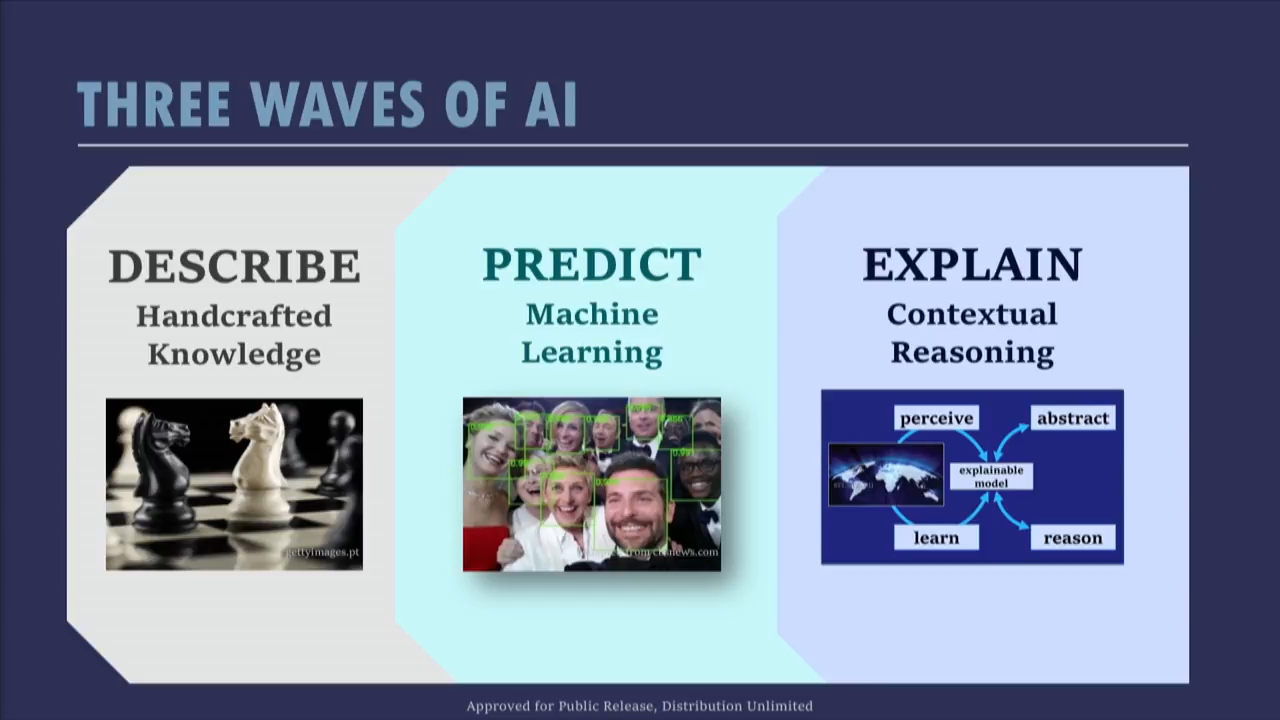 THREE WAVES OF AI
DESCRIBE
Handcrafted
Knowledge
gettyimages.pt
PREDICT
Machine
Learning
EXPLAIN
Contextual
Reasoning
perceive
abstract
explainable
model
learn
reason
Approved for Public Release, Distribution Unlimited